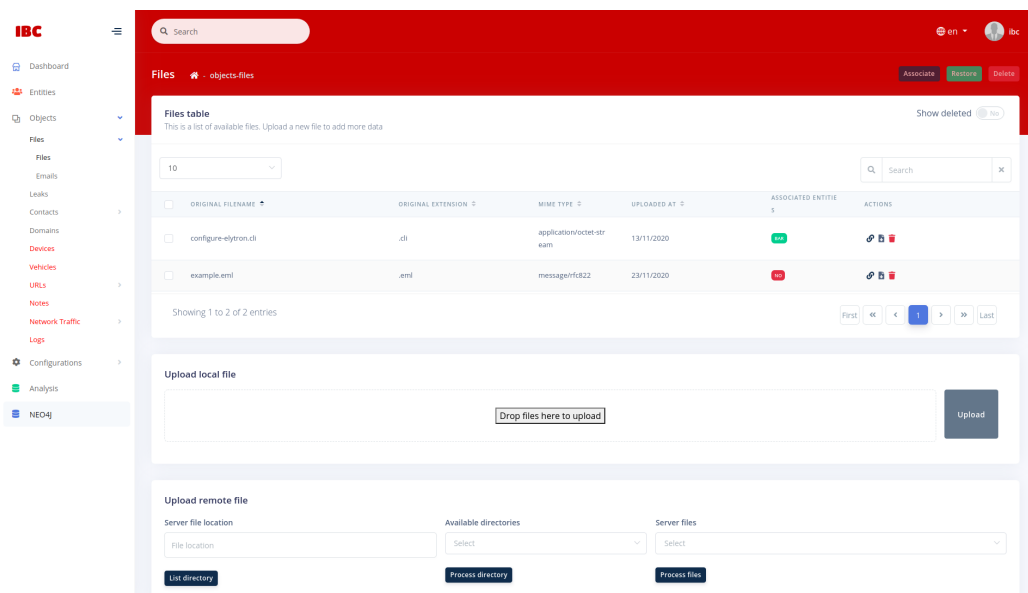 IBC
Search
en
ibc
Dashboard
Entities
Objects
Files
Files
Emails
Leaks
Contacts
Domains
Devices
Vehicles
URLs
Notes
Network Traffic
Logs
Configurations
Analysis
NEO4J
Files
- objects-files
Associate
Restore
Delete
Files table
This is a list of available files. Upload a new file to add more data
Show deleted
No
10
Search
ORIGINAL FILENAME
ORIGINAL EXTENSION
MIME TYPE
UPLOADED AT
ASSOCIATED ENTITIE
S
ACTIONS
configure-elytron.cli
.cli
application/octet-str
eam
13/11/2020
example.eml
.eml
message/rfc822
23/11/2020
NO
Showing 1 to 2 of 2 entries
First
1
Last
Upload local file
Drop files here to upload
Upload
Upload remote file
Server file location
Available directories
Server files
File location
Select
Select
List directory
Process directory
Process files